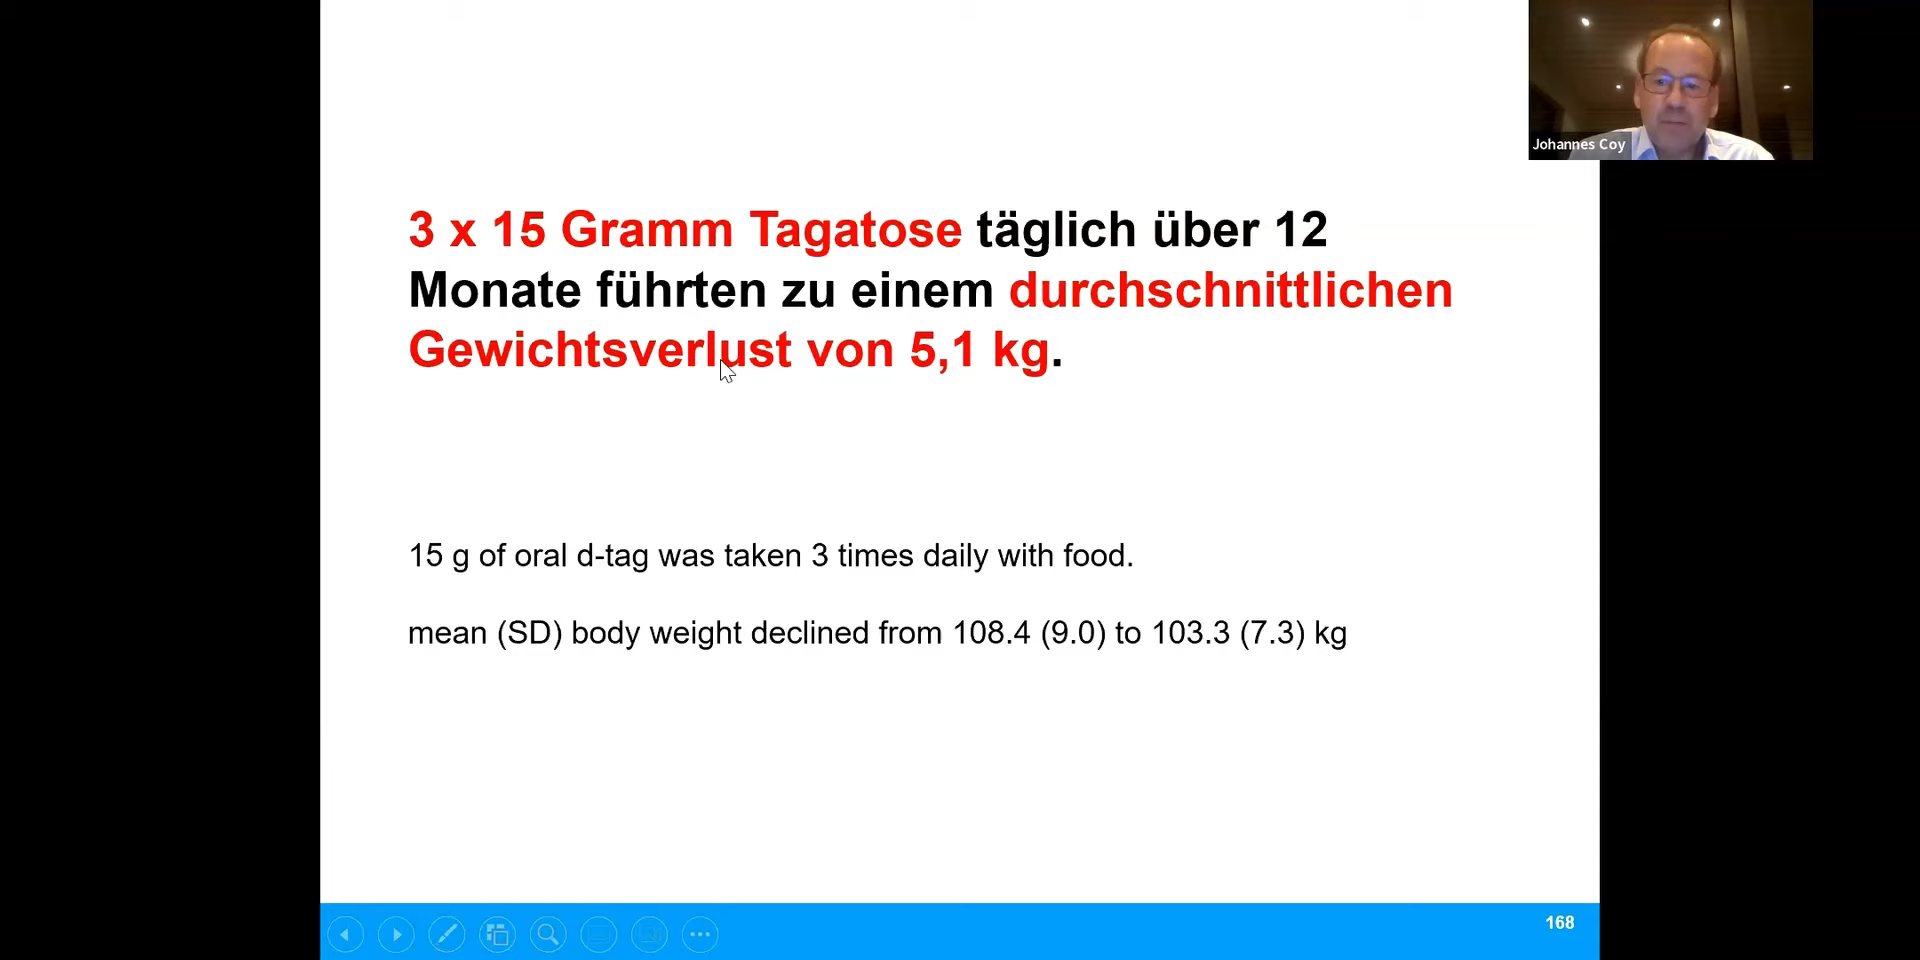 Johannes Coy
3 x 15 Gramm Tagatose täglich über 12
Monate führten zu einem durchschnittlichen
Gewichtsverlust von 5,1 kg.
15 g of oral d-tag was taken 3 times daily with food.
mean (SD) body weight declined from 108.4 (9.0) to 103.3 (7.3) kg
168